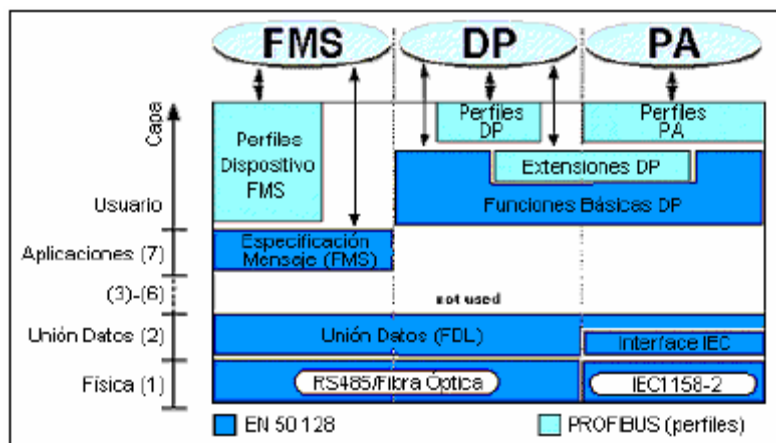 FMS DP PA
Capa
Perfiles
Dispositivo
FMS
Perfiles
DP
Perfiles
PA
Extensiones DP
Usuario
Funciones Básicas DP
Aplicaciones (7)
Especificación
Mensaje (FMS)
(3)-(6)
not used
Unión Datos (2)
Unión Datos (FDL)
Interface IEC
Física (1)
RS485/Fibra Óptica
IEC1158-2
EN 50 128
PROFIBUS (perfiles)